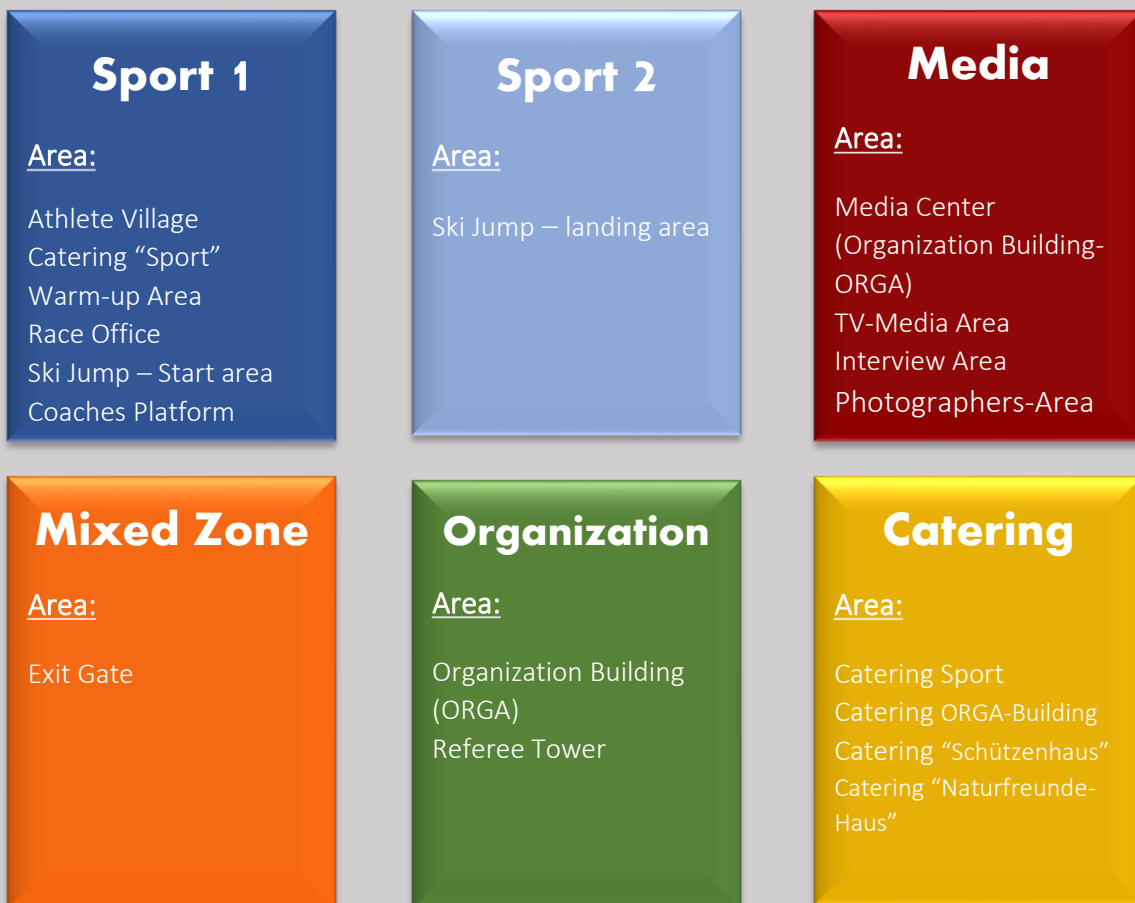 Sport 1
Area:
Athlete Village
Catering “Sport”
Warm-up Area
Race Office
Ski Jump – Start area
Coaches Platform
Sport 2
Area:
Ski Jump – landing area
Media
Area:
Media Center
(Organization Building-
ORGA)
TV-Media Area
Interview Area
Photographers-Area
Mixed Zone
Area:
Exit Gate
Organization
Area:
Organization Building
(ORGA)
Referee Tower
Catering
Area:
Catering Sport
Catering ORGA-Building
Catering “Schützenhaus”
Catering “Naturfreunde-
Haus”